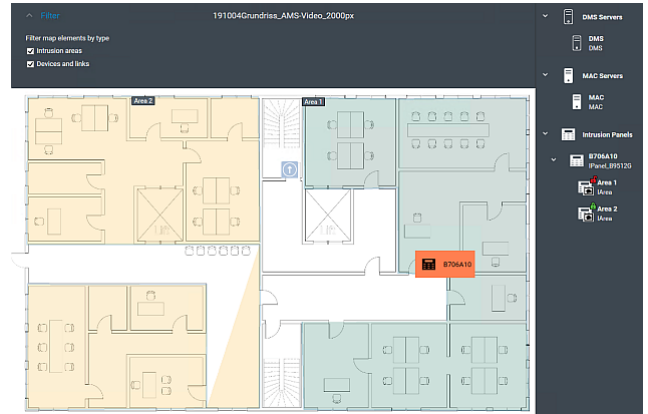 Filter
191004Grundriss_AMS-Video_2000px
Filter map elements by type
Intrusion areas
Devices and links
Area 2
Area 1
B706A10
DMS Servers
DMS
DMS
MAC Servers
MAC
MAC
Intrusion Panels
B706A10
IPanel_B9512G
Area 1
IArea
Area 2
IArea